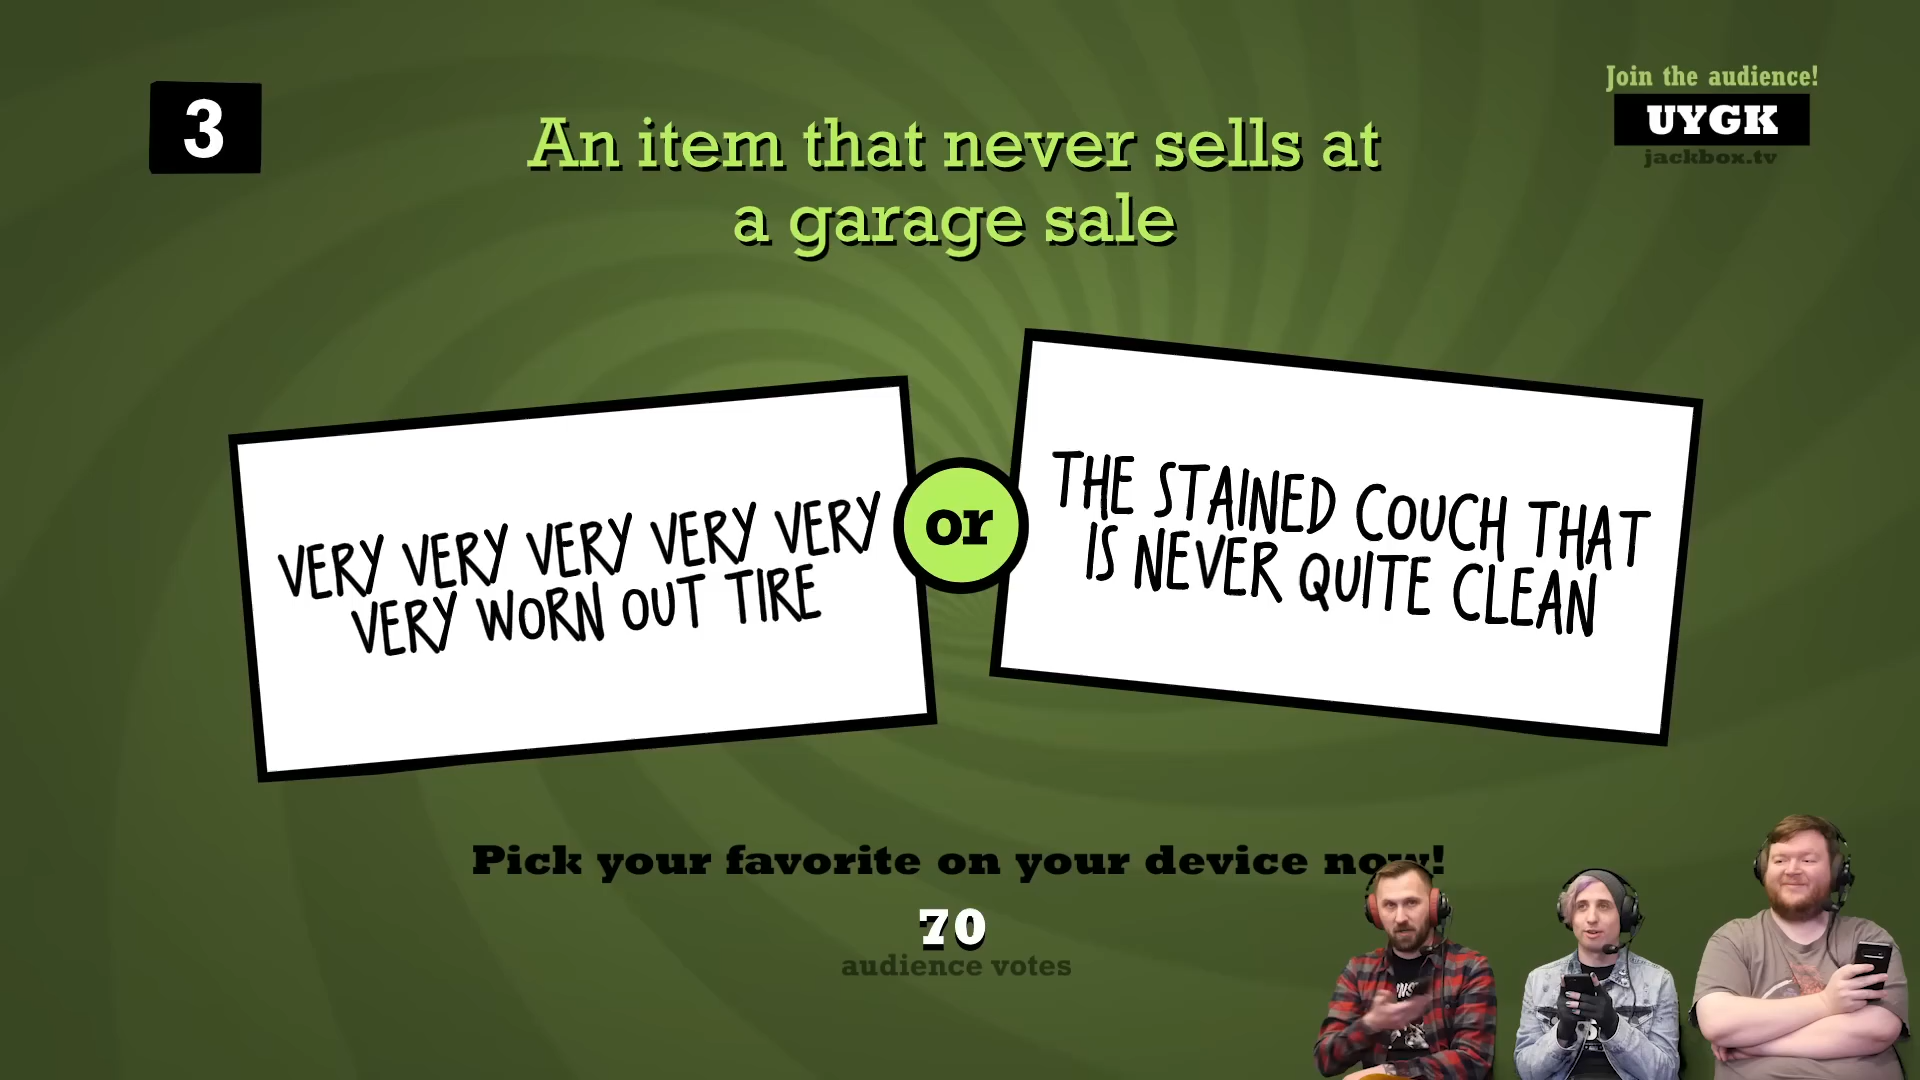 3
Join the audience!
UYGK
jackbox.tv
An item that never sells at
a garage sale
VERY VERY VERY VERY VERY
VERY WORN OUT TIRE
or
THE STAINED COUCH THAT
IS NEVER QUITE CLEAN
Pick your favorite on your device now!
70
audience votes